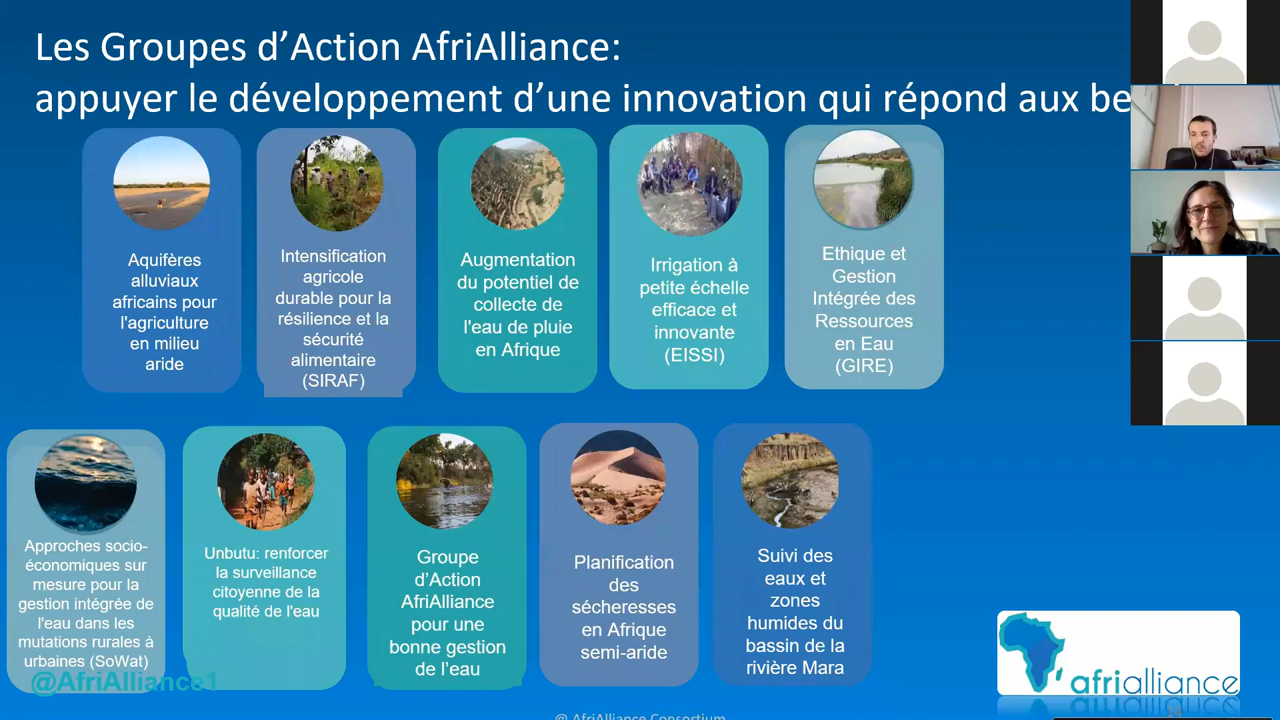 Les Groupes d’Action AfriAlliance:
appuyer le développement d’une innovation qui répond aux be
Aquifères
alluviaux
africains pour
l'agriculture
en milieu
aride
Intensification
agricole
durable pour la
résilience et la
sécurité
alimentaire
(SIRAF)
Augmentation
du potentiel de
collecte de
l'eau de pluie
en Afrique
Irrigation à
petite échelle
efficace et
innovante
(EISSI)
Ethique et
Gestion
Intégrée des
Ressources
en Eau
(GIRE)
Approches socio-
économiques sur
mesure pour la
gestion intégrée de
l'eau dans les
mutations rurales à
urbaines (SoWat)
Unbutu: renforcer
la surveillance
citoyenne de la
qualité de l'eau
Groupe
d’Action
AfriAlliance
pour une
bonne gestion
de l’eau
Planification
des
sécheresses
en Afrique
semi-aride
Suivi des
eaux et
zones
humides du
bassin de la
rivière Mara
@AfriAlliance1
afrialliance
@ AfriAlliance Consortium